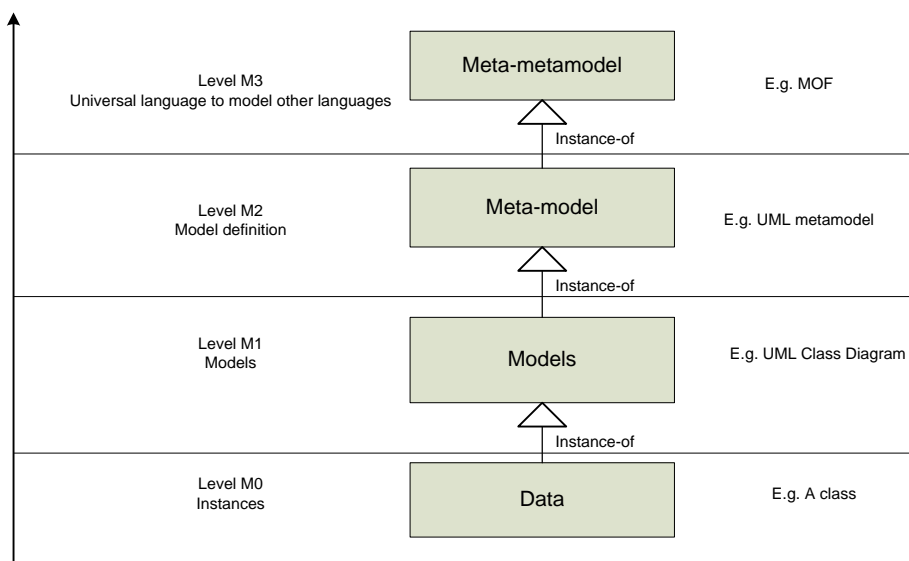 Level M3
Universal language to model other languages
Meta-metamodel
E.g. MOF
Instance-of
Level M2
Model definition
Meta-model
E.g. UML metamodel
Instance-of
Level M1
Models
Models
E.g. UML Class Diagram
Instance-of
Level M0
Instances
Data
E.g. A class